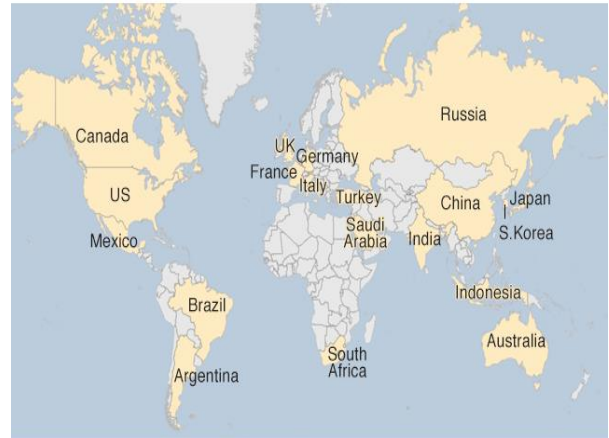 Russia
Canada
UK
Germany
France
Italy
US
Turkey
China
Japan
Mexico
Saudi
Arabia
India
S.Korea
Indonesia
Brazil
Australia
South
Africa
Argentina